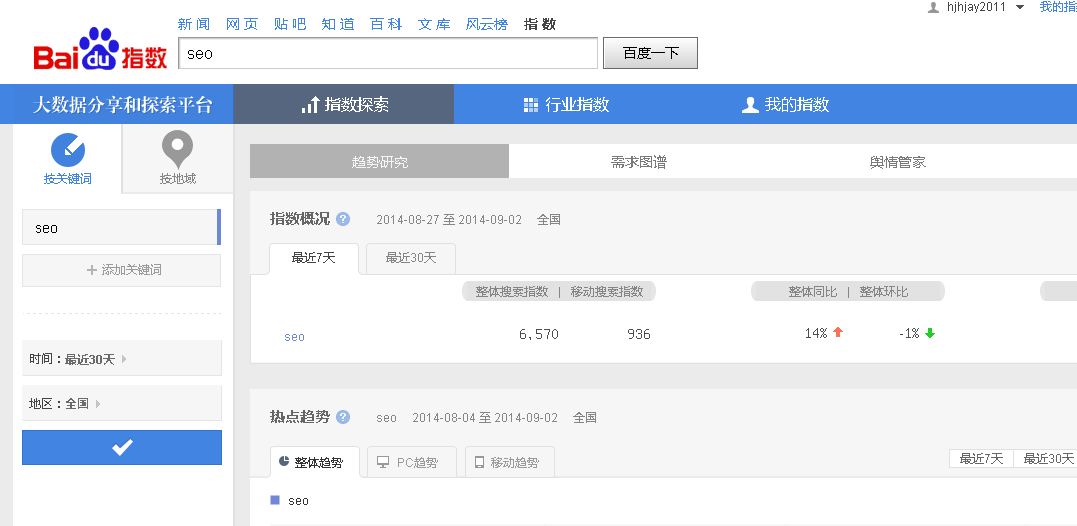 hjhjay2011 我的指
新闻 网页 贴吧 知道 百科 文库 风云榜 指数
Bai du 指数
seo 百度一下
大数据分享和探索平台 指数探索 行业指数 我的指数
按关键词 按地域
趋势研究 需求图谱 舆情管家
seo
+ 添加关键词
时间：最近30天
地区：全国
指数概况 ? 2014-08-27 至 2014-09-02 全国
最近7天 最近30天
整体搜索指数 | 移动搜索指数 整体同比 | 整体环比
seo 6,570 936 14% -1%
热点趋势 ? seo 2014-08-04 至 2014-09-02 全国
整体趋势 PC趋势 移动趋势 最近7天 最近30天
seo